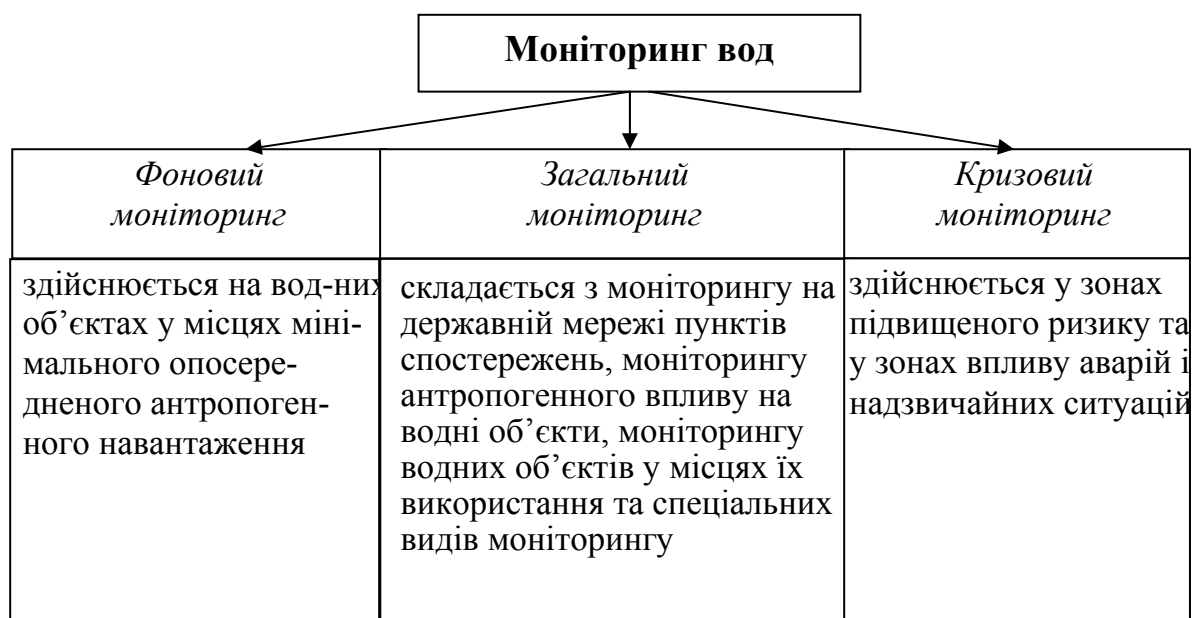 Моніторинг вод
Фоновий
моніторинг
Загальний
моніторинг
Кризовий
моніторинг
здійснюється на вод-них
об’єктах у місцях міні-
мального опосере-
дненого антропоген-
ного навантаження
складається з моніторингу на
державній мережі пунктів
спостережень, моніторингу
антропогенного впливу на
водні об’єкти, моніторингу
водних об’єктів у місцях їх
використання та спеціальних
видів моніторингу
здійснюється у зонах
підвищеного ризику та
у зонах впливу аварій і
надзвичайних ситуацій